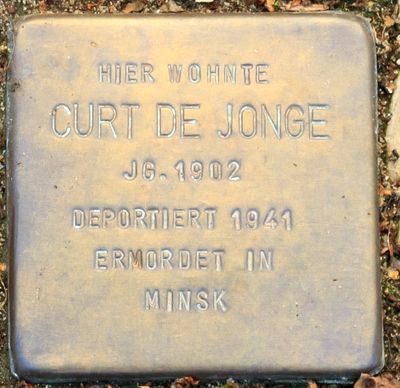 HIER WOHNTE
CURT DE JONGE
JG. 1902
DEPORTIERT 1941
ERMORDET IN
MINSK